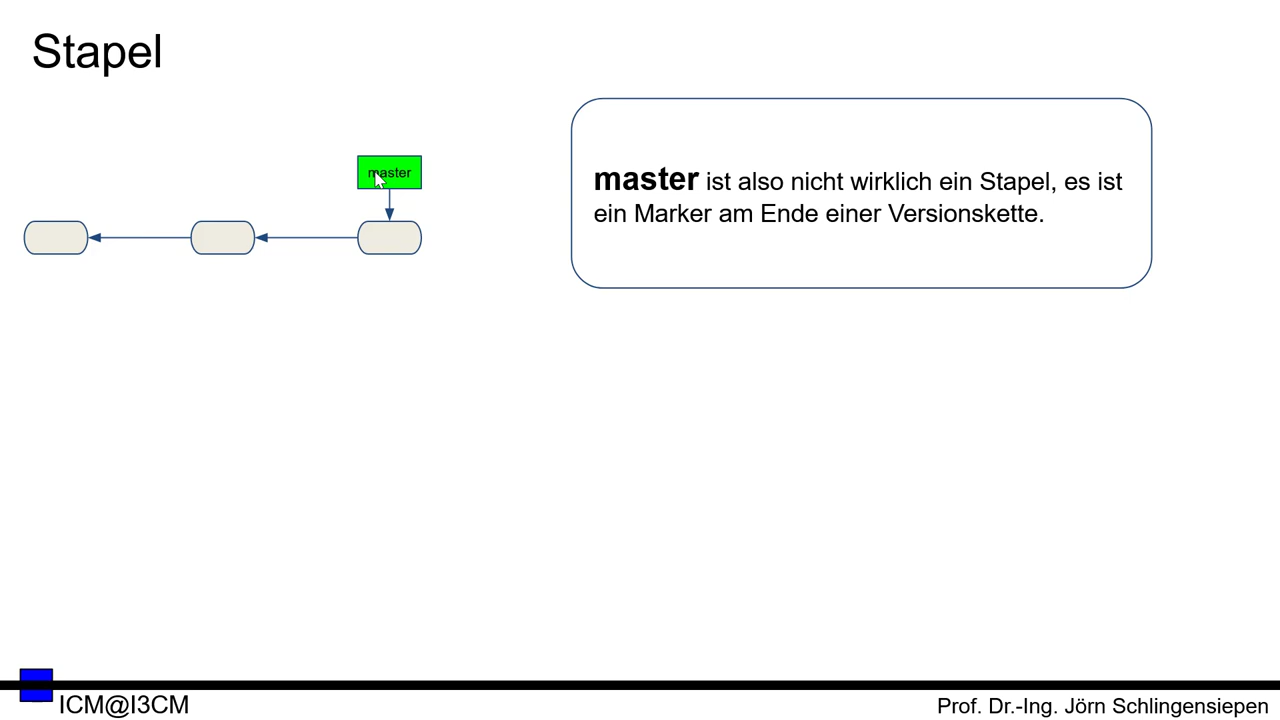 Stapel
master
master ist also nicht wirklich ein Stapel, es ist
ein Marker am Ende einer Versionskette.
ICM@I3CM
Prof. Dr.-Ing. Jörn Schlingensiepen